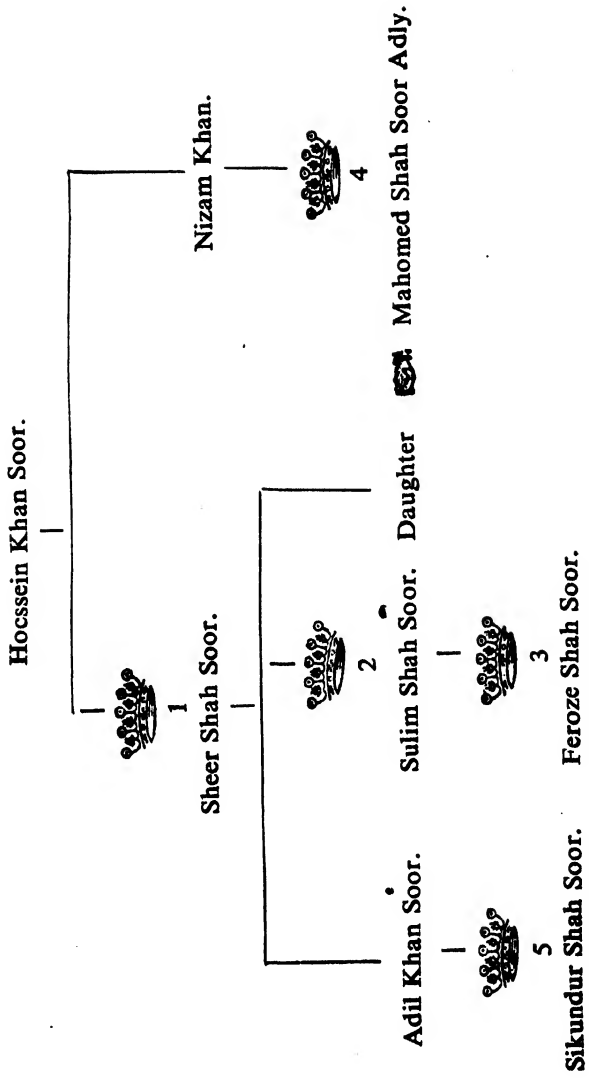 Hocssein Khan Soor.
1
Sheer Shah Soor.
Nizam Khan.
4
Adil Khan Soor.
2
Sulim Shah Soor.
Daughter
Mahomed Shah Soor Adly.
5
Sikundur Shah Soor.
3
Feroze Shah Soor.